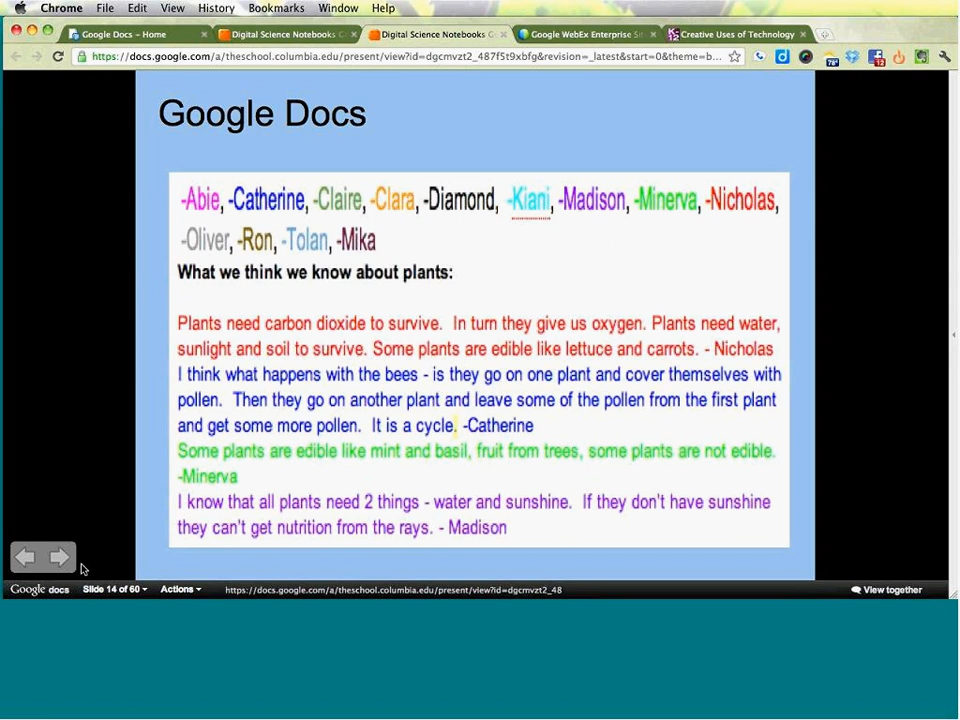 Chrome File Edit View History Bookmarks Window Help
Google Docs – Home
Digital Science Notebooks
Digital Science Notebooks
Google WebEx Enterprise
Creative Uses of Technology
https://docs.google.com/a/theschool.columbia.edu/present/view?id=dgcmvzt2_487f5t9xbfg&revision=_latest&start=0&theme=b...
78°
12
Google Docs
-Abie, -Catherine, -Claire, -Clara, -Diamond, -Kiani, -Madison, -Minerva, -Nicholas,
-Oliver, -Ron, -Tolan, -Mika
What we think we know about plants:
Plants need carbon dioxide to survive. In turn they give us oxygen. Plants need water,
sunlight and soil to survive. Some plants are edible like lettuce and carrots. - Nicholas
I think what happens with the bees - is they go on one plant and cover themselves with
pollen. Then they go on another plant and leave some of the pollen from the first plant
and get some more pollen. It is a cycle. -Catherine
Some plants are edible like mint and basil, fruit from trees, some plants are not edible.
-Minerva
I know that all plants need 2 things - water and sunshine. If they don't have sunshine
they can't get nutrition from the rays. - Madison
Google docs Slide 14 of 60 Actions https://docs.google.com/a/theschool.columbia.edu/present/view?id=dgcmvzt2_48 View together